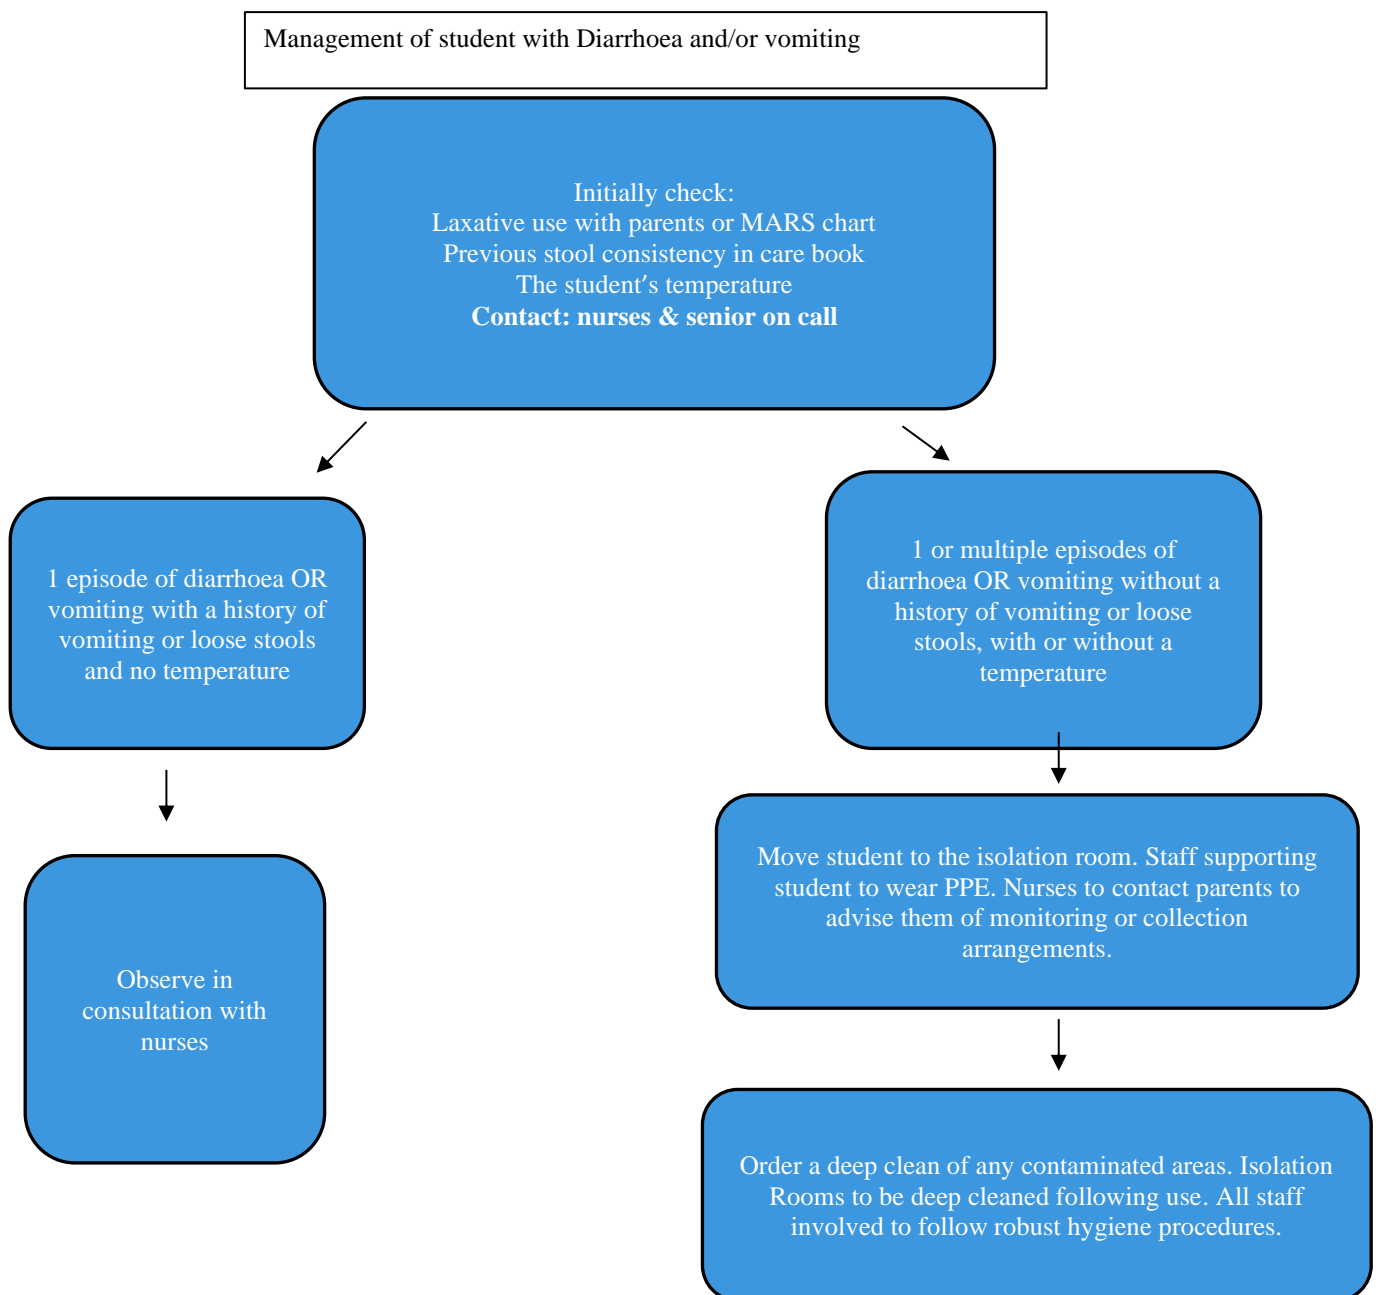 Management of student with Diarrhoea and/or vomiting
Initially check:
Laxative use with parents or MARS chart
Previous stool consistency in care book
The student’s temperature
Contact: nurses & senior on call
1 episode of diarrhoea OR
vomiting with a history of
vomiting or loose stools
and no temperature
1 or multiple episodes of
diarrhoea OR vomiting without a
history of vomiting or loose
stools, with or without a
temperature
Observe in
consultation with
nurses
Move student to the isolation room. Staff supporting
student to wear PPE. Nurses to contact parents to
advise them of monitoring or collection
arrangements.
Order a deep clean of any contaminated areas. Isolation
Rooms to be deep cleaned following use. All staff
involved to follow robust hygiene procedures.